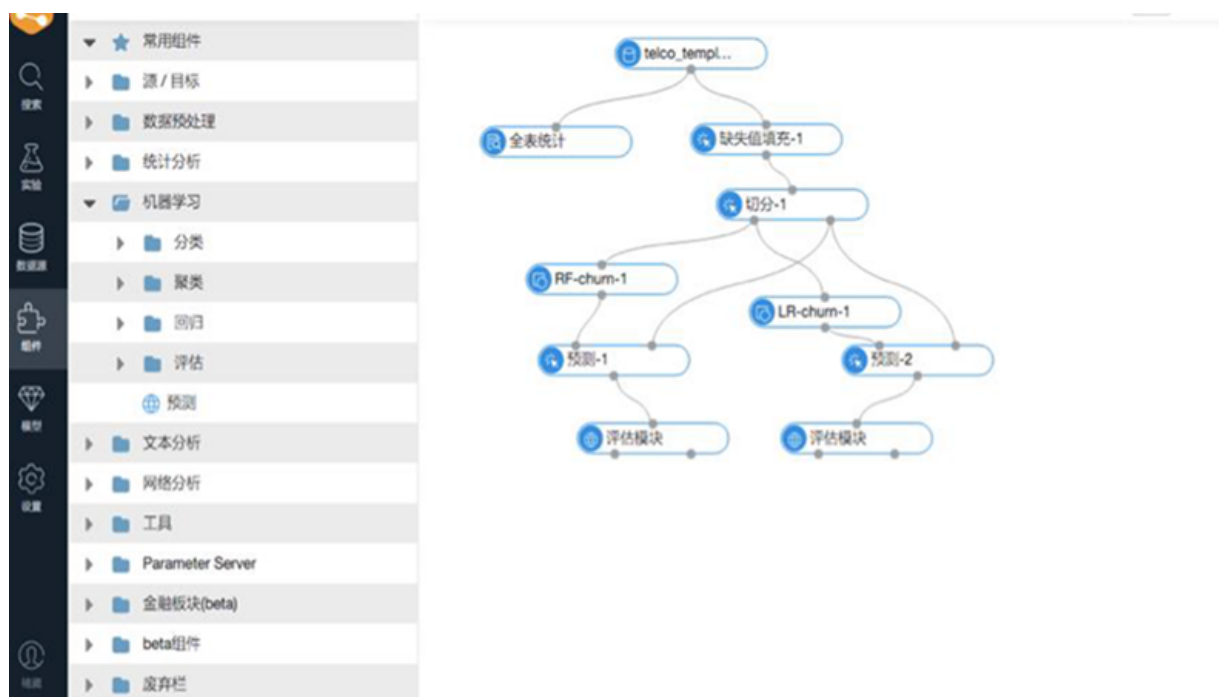 常用组件
源/目标
数据预处理
统计分析
机器学习
分类
聚类
回归
评估
预测
文本分析
网络分析
工具
Parameter Server
金融板块(beta)
beta组件
废弃栏
搜索
实验
数据源
组件
模型
设置
telco_templ...
全表统计
缺失值填充-1
切分-1
RF-churn-1
LR-churn-1
预测-1
预测-2
评估模块
评估模块